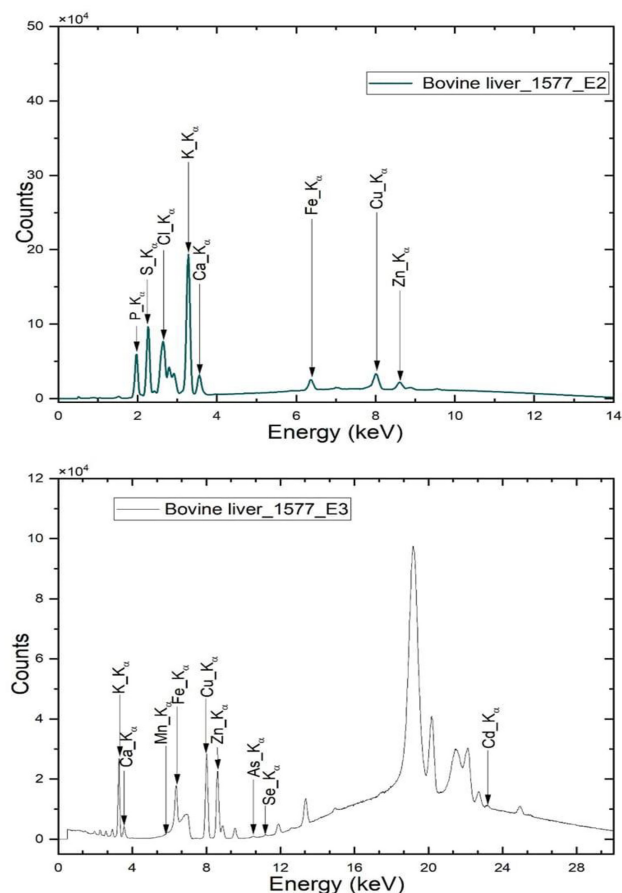 ×10⁴
50
40
30
20
10
0
Counts
Bovine liver_1577_E2
P_Kα
S_Kα
Cl_Kα
K_Kα
Ca_Kα
Fe_Kα
Cu_Kα
Zn_Kα
0 2 4 6 8 10 12 14
Energy (keV)
×10⁴
12
10
8
6
4
2
0
Counts
Bovine liver_1577_E3
K_Kα
Ca_Kα
Mn_Kα
Fe_Kα
Cu_Kα
Zn_Kα
As_Kα
Se_Kα
Cd_Kα
0 4 8 12 16 20 24 28
Energy (keV)